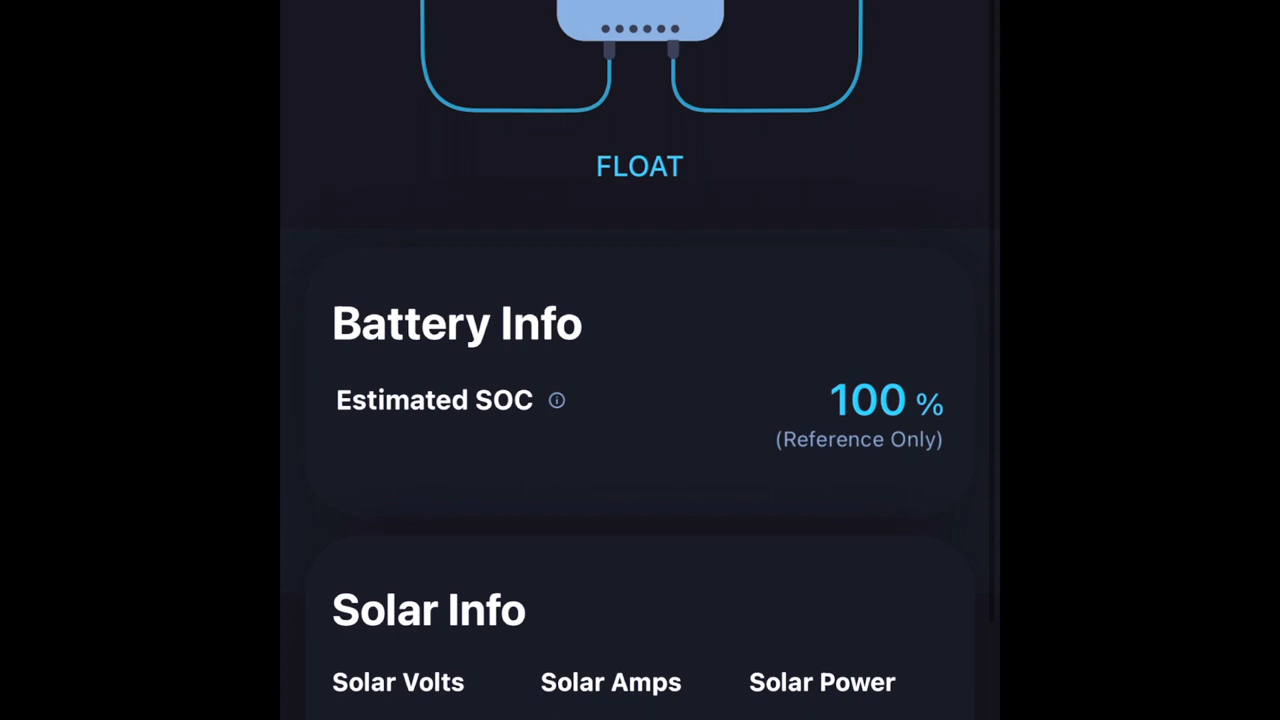 FLOAT
Battery Info
Estimated SOC 100 %
(Reference Only)
Solar Info
Solar Volts Solar Amps Solar Power